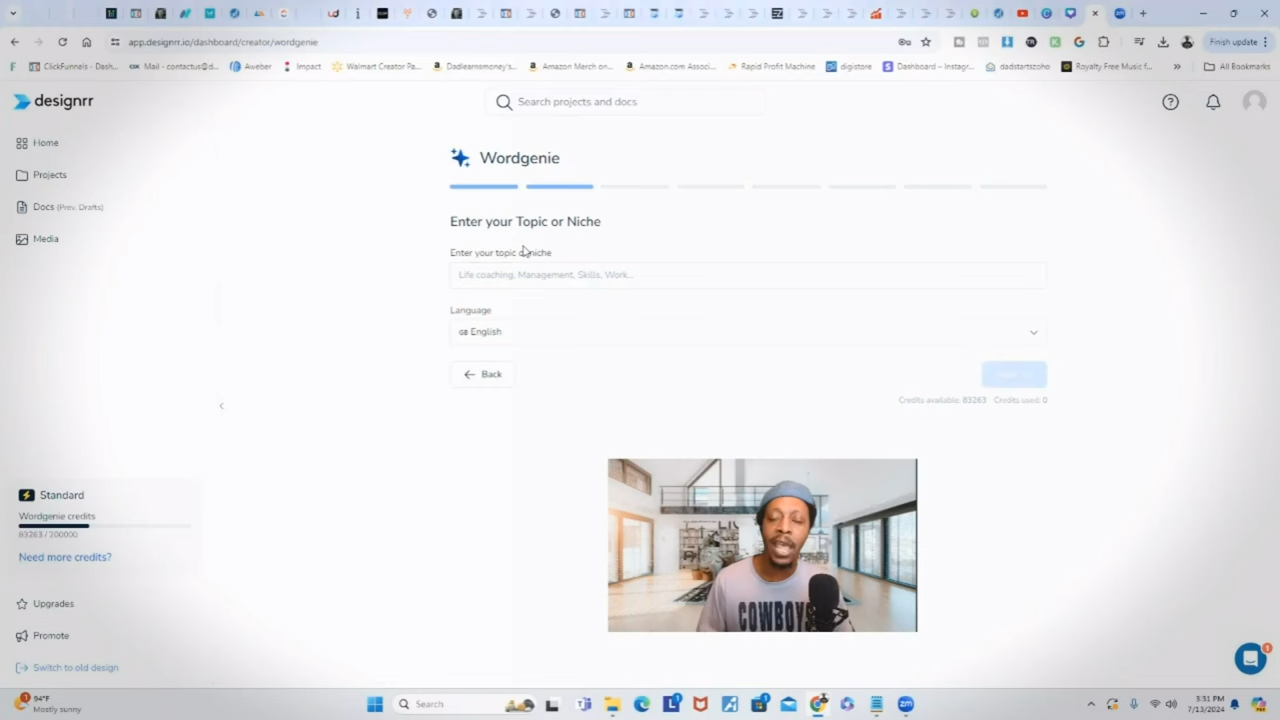 app.designrr.io/dashboard/creator/wordgenie
Finish update
ClickFunnels - Dash...
Mail - contactus@d...
Aweber
Impact
Walmart Creator Pa...
Dadlearnsmoney's...
Amazon Merch on...
Amazon.com Associ...
Rapid Profit Machine
digistore
Dashboard – Instagr...
dadstartszoho
Royalty Free Music f...
»
All Bookmarks
designrr
Search projects and docs
Home
Projects
Docs (Prev. Drafts)
Media
Wordgenie
Enter your Topic or Niche
Enter your topic o niche
Life coaching, Management, Skills, Work...
Language
GB English
Back
Credits available: 83263 Credits used: 0
Standard
Wordgenie credits
83263 / 200000
Need more credits?
Upgrades
Promote
Switch to old design
COWBOYS
1
94°F
Mostly sunny
Search
3:31 PM
7/13/2024